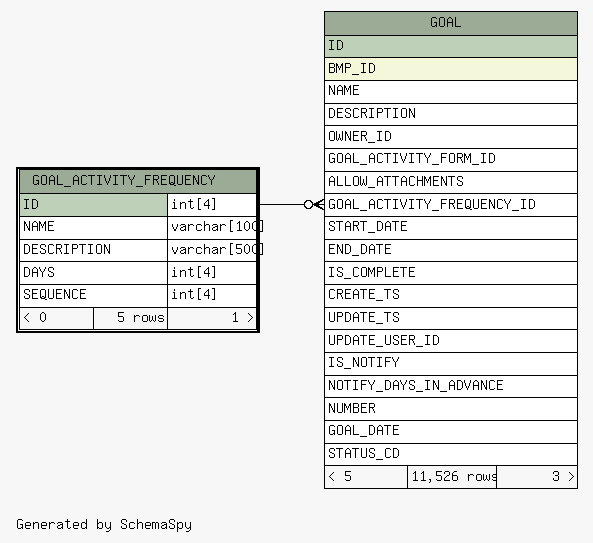 GOAL
ID
BMP_ID
NAME
DESCRIPTION
OWNER_ID
GOAL_ACTIVITY_FORM_ID
ALLOW_ATTACHMENTS
GOAL_ACTIVITY_FREQUENCY_ID
START_DATE
END_DATE
IS_COMPLETE
CREATE_TS
UPDATE_TS
UPDATE_USER_ID
IS_NOTIFY
NOTIFY_DAYS_IN_ADVANCE
NUMBER
GOAL_DATE
STATUS_CD
< 5 11,526 rows 3 >
GOAL_ACTIVITY_FREQUENCY
ID int[4]
NAME varchar[100]
DESCRIPTION varchar[500]
DAYS int[4]
SEQUENCE int[4]
< 0 5 rows 1 >
Generated by SchemaSpy